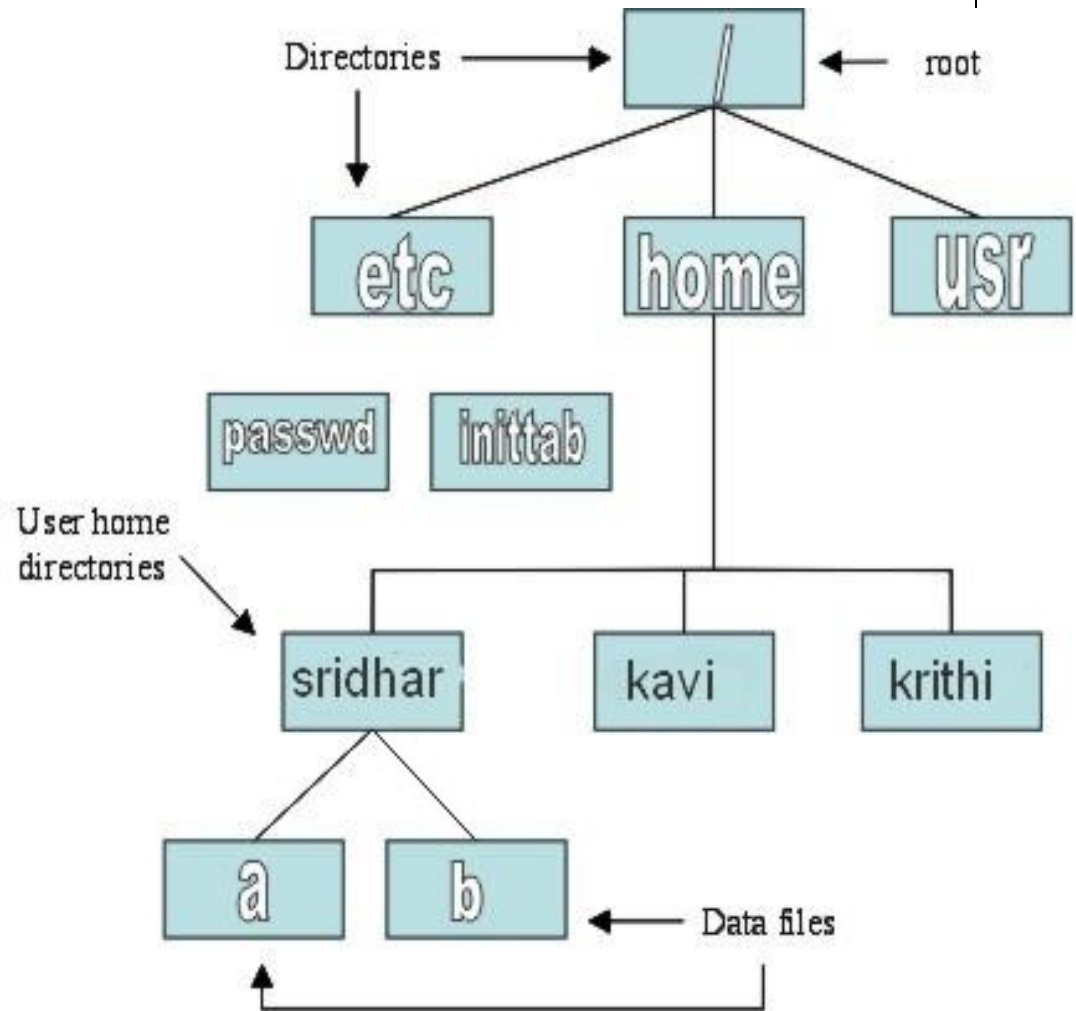 /
Directories
root
etc
home
usr
passwd
inittab
User home
directories
sridhar
kavi
krithi
a
b
Data files